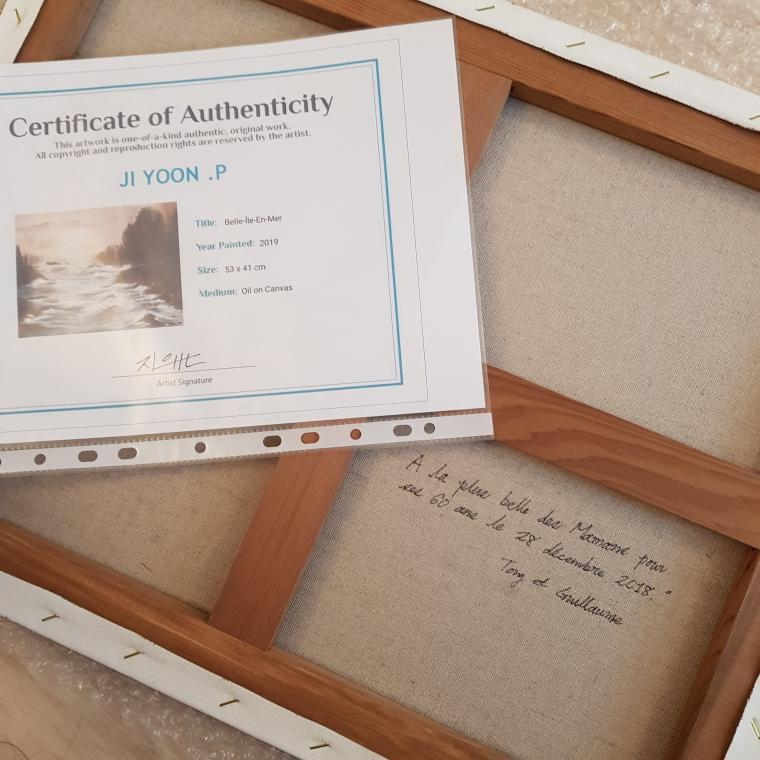 Certificate of Authenticity
This artwork is one-of-a-kind authentic, original work.
All copyright and reproduction rights are reserved by the artist.
JI YOON .P
Title: Belle-Île-En-Mer
Year Painted: 2019
Size: 53 x 41 cm
Medium: Oil on Canvas
Artist Signature
A la plus belle des Mamans pour
ses 60 ans le 28 décembre 2018."
Tony et Guillaume